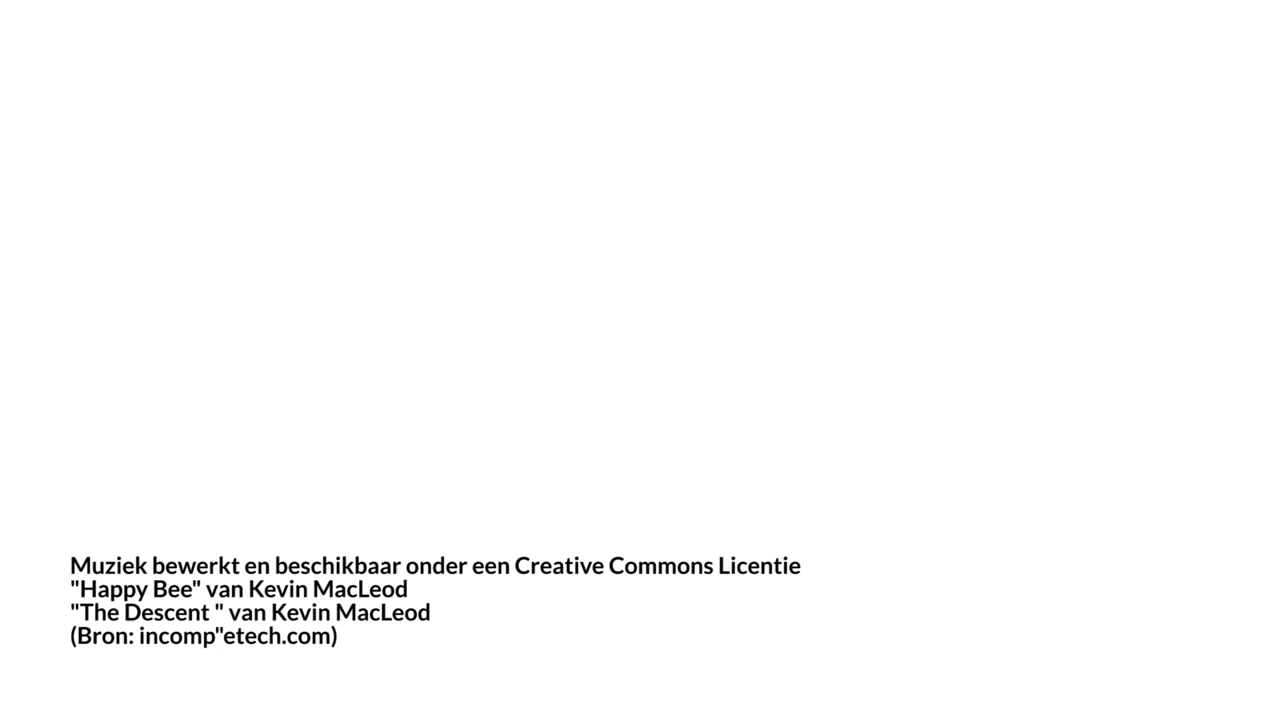 Muziek bewerkt en beschikbaar onder een Creative Commons Licentie
"Happy Bee" van Kevin MacLeod
"The Descent " van Kevin MacLeod
(Bron: incomp"etech.com)